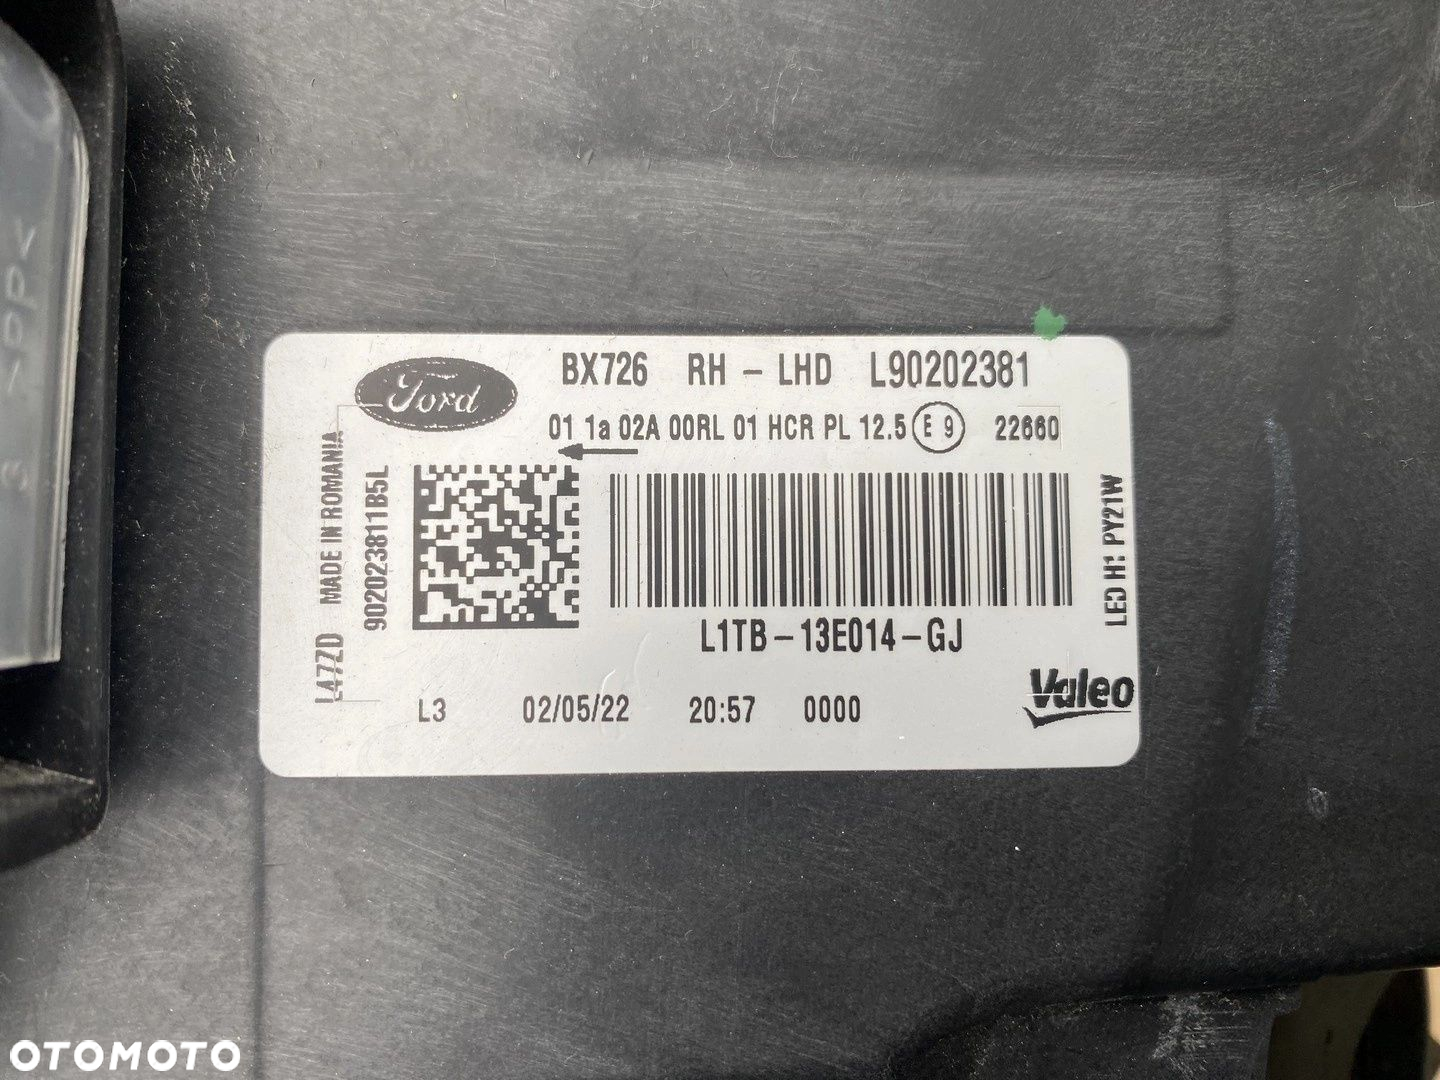 Ford
BX726 RH - LHD L90202381
01 1a 02A 00RL 01 HCR PL 12.5 E 9 22660
L47ZD MADE IN ROMANIA
902023811B5L
LED H1 PY21W
L1TB-13E014-GJ
Valeo
L3 02/05/22 20:57 0000
OTOMOTO